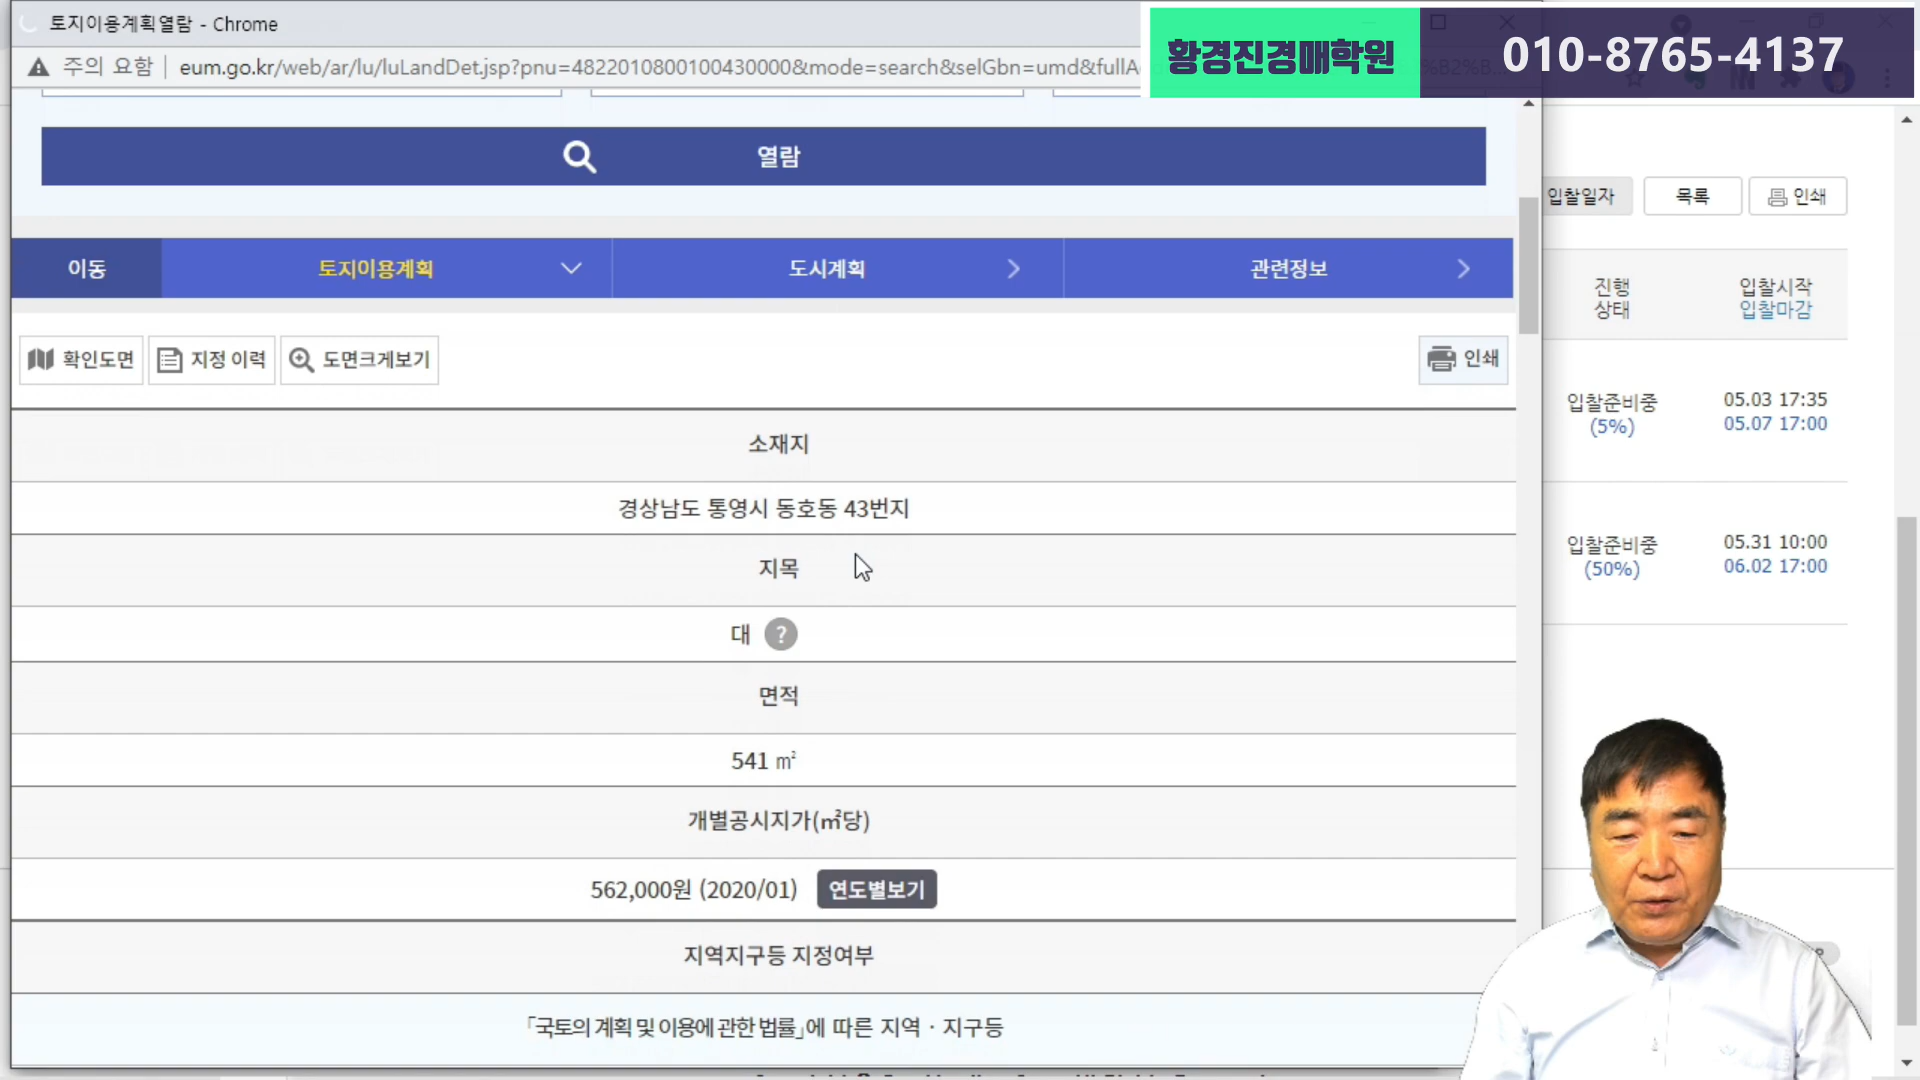 토지이용계획열람 - Chrome
황경진경매학원
010-8765-4137
주의 요함
eum.go.kr/web/ar/lu/luLandDet.jsp?pnu=4822010800100430000&mode=search&selGbn=umd&fullA
열람
입찰일자
목록
인쇄
이동
토지이용계획
도시계획
관련정보
진행
상태
입찰시작
입찰마감
확인도면
지정 이력
도면크게보기
인쇄
소재지
경상남도 통영시 동호동 43번지
지목
대 ?
면적
541 ㎡
개별공시지가(㎡당)
562,000원 (2020/01)
연도별보기
지역지구등 지정여부
「국토의 계획 및 이용에 관한 법률」에 따른 지역 · 지구등
입찰준비중
(5%)
05.03 17:35
05.07 17:00
입찰준비중
(50%)
05.31 10:00
06.02 17:00